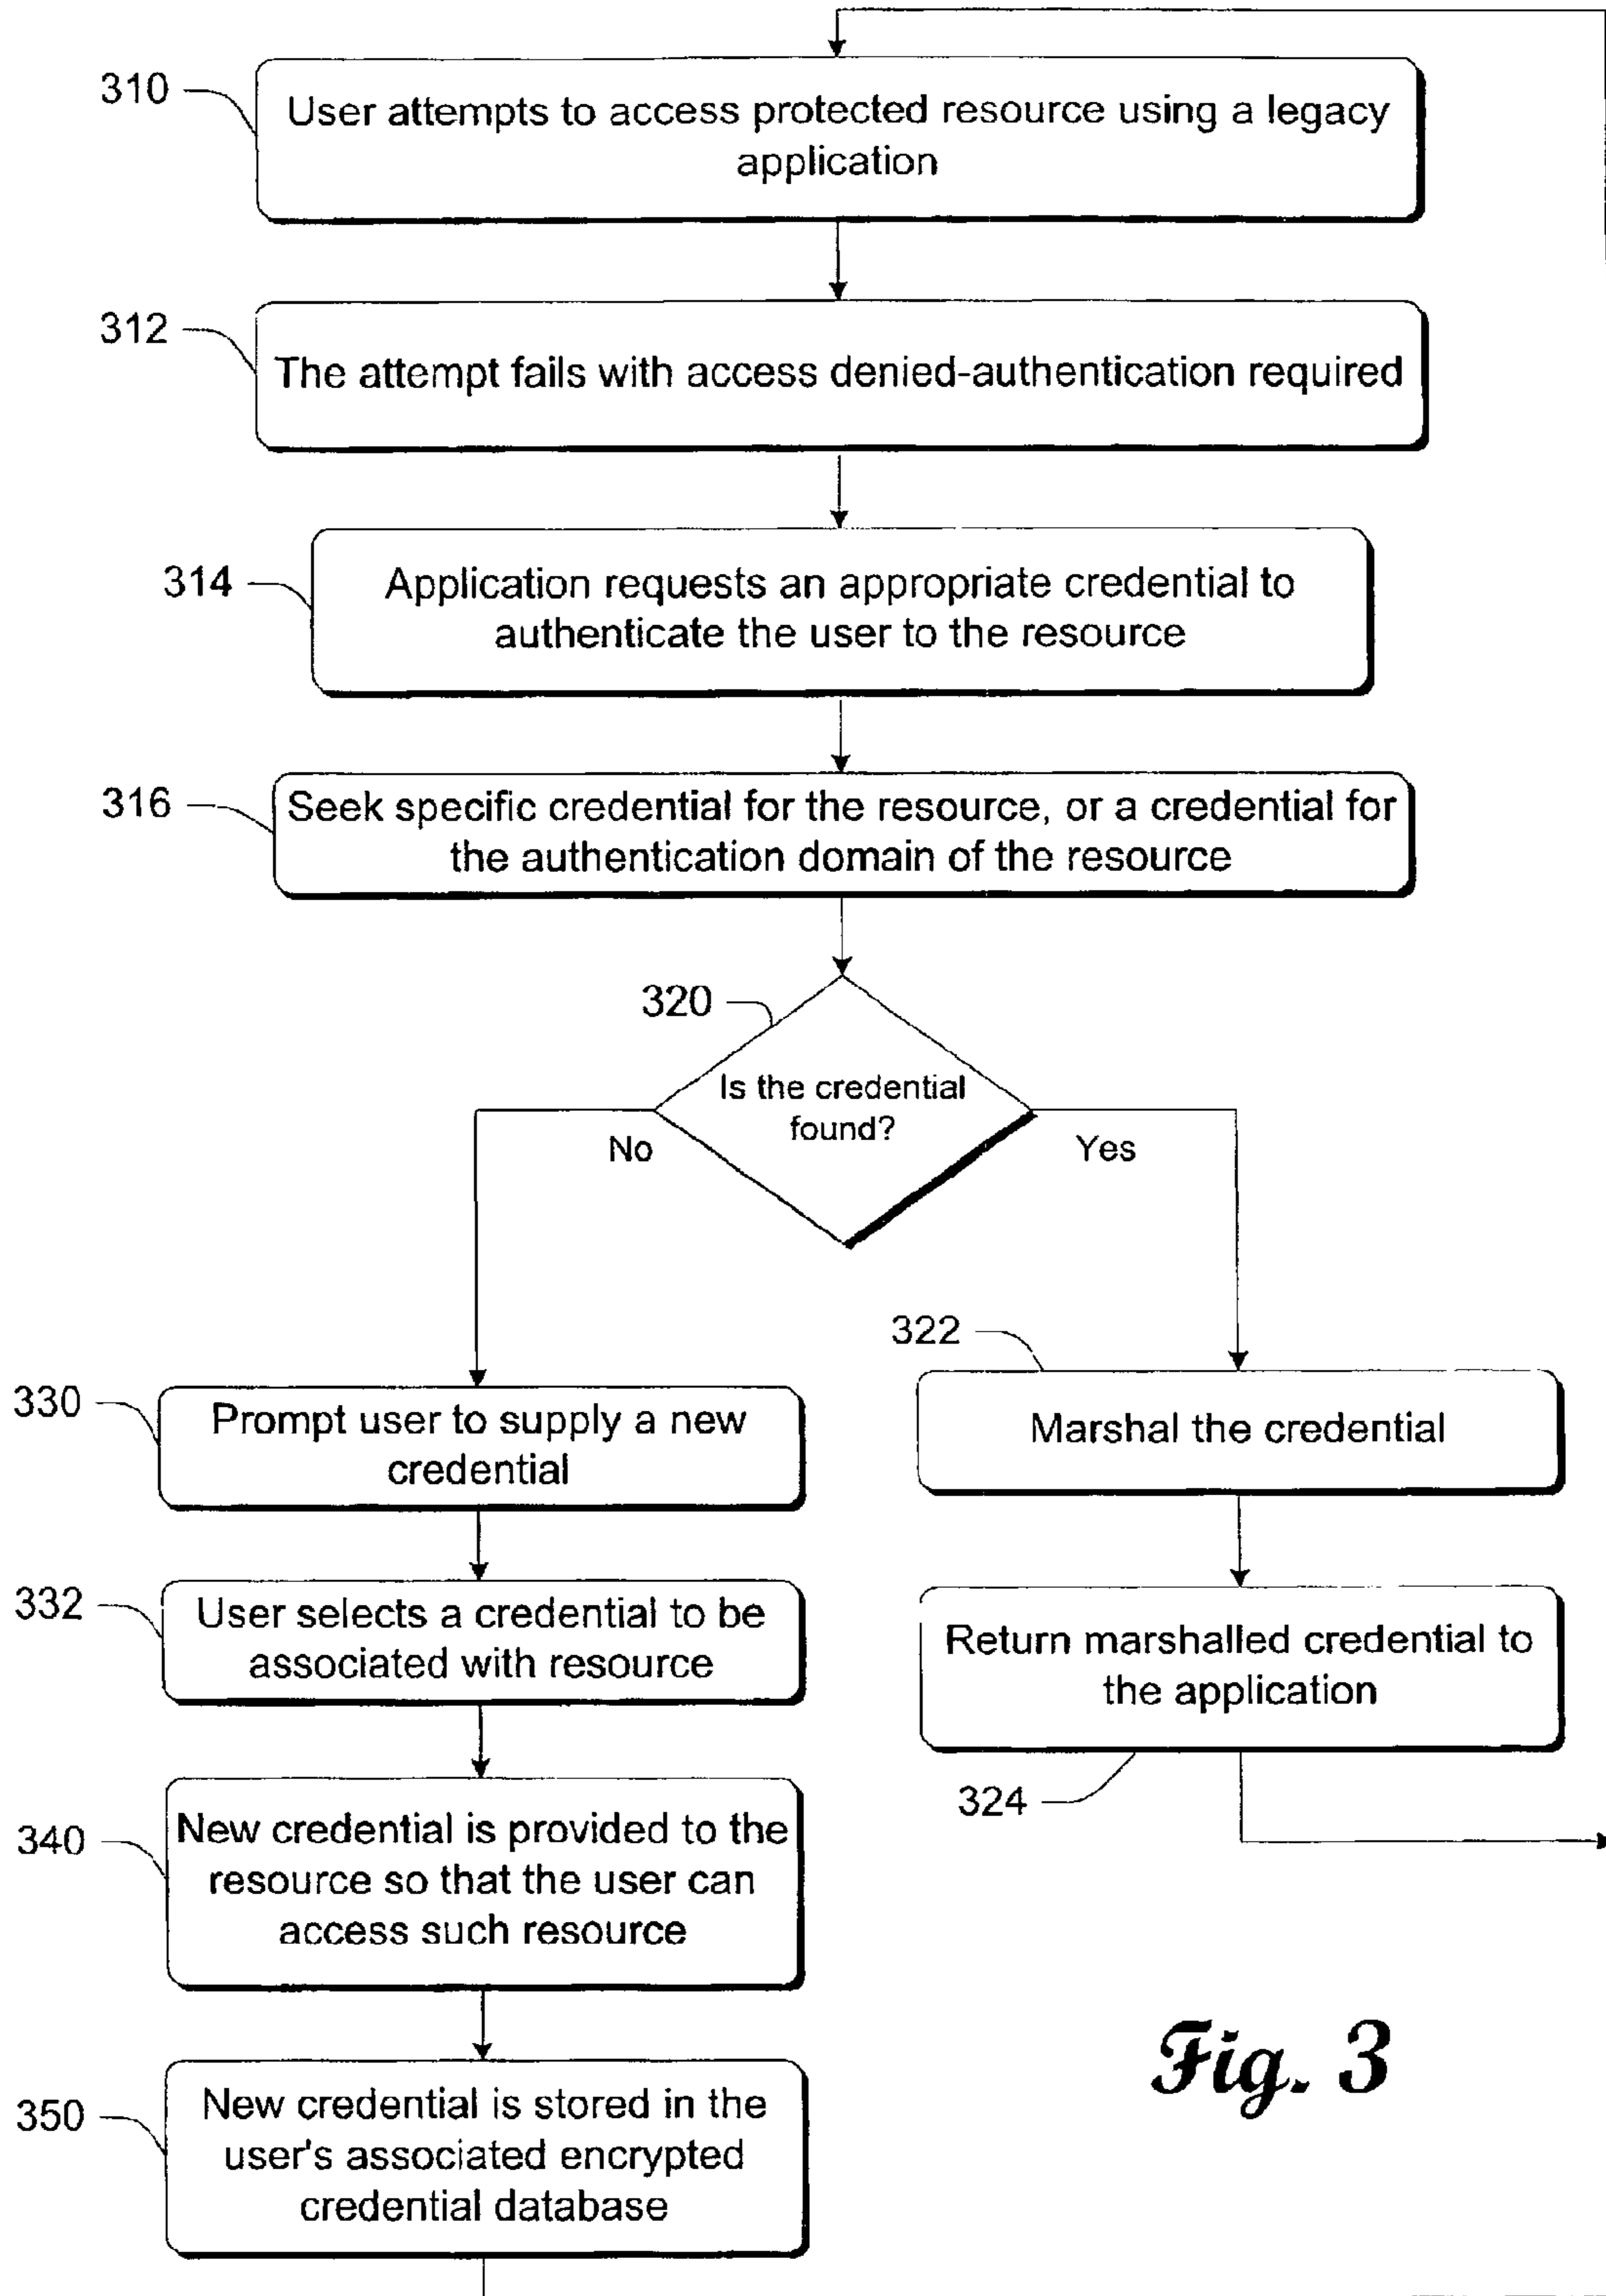 310
User attempts to access protected resource using a legacy
application
312
The attempt fails with access denied-authentication required
314
Application requests an appropriate credential to
authenticate the user to the resource
316
Seek specific credential for the resource, or a credential for
the authentication domain of the resource
320
Is the credential
found?
No
Yes
322
Marshal the credential
330
Prompt user to supply a new
credential
332
User selects a credential to be
associated with resource
Return marshalled credential to
the application
324
340
New credential is provided to the
resource so that the user can
access such resource
350
New credential is stored in the
user's associated encrypted
credential database
Fig. 3